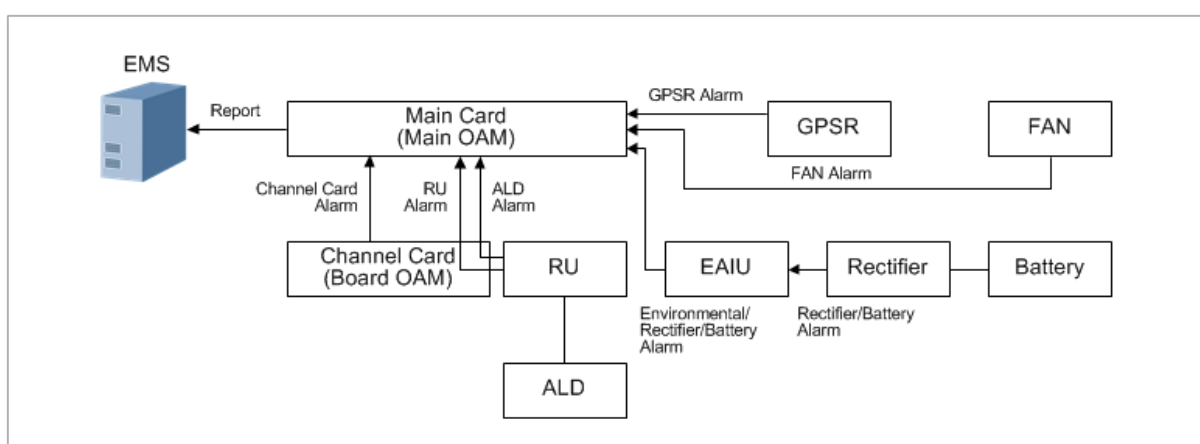 EMS
Report
Main Card
(Main OAM)
GPSR Alarm
GPSR
FAN
FAN Alarm
Channel Card
Alarm
RU
Alarm
ALD
Alarm
Channel Card
(Board OAM)
RU
EAIU
Rectifier
Battery
Environmental/
Rectifier/Battery
Alarm
Rectifier/Battery
Alarm
ALD